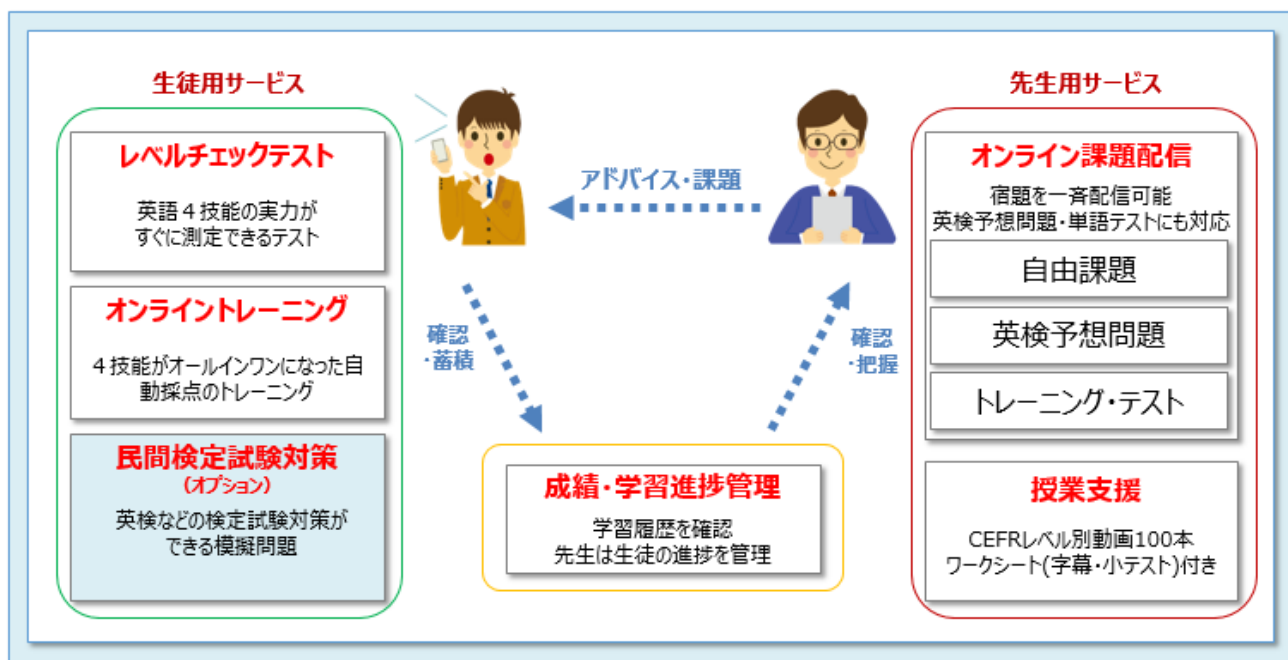 生徒用サービス
レベルチェックテスト
英語４技能の実力が
すぐに測定できるテスト
オンライントレーニング
４技能がオールインワンになった自
動採点のトレーニング
民間検定試験対策
(オプション)
英検などの検定試験対策が
できる模擬問題
アドバイス・課題
確認
・蓄積
確認
・把握
成績・学習進捗管理
学習履歴を確認
先生は生徒の進捗を管理
先生用サービス
オンライン課題配信
宿題を一斉配信可能
英検予想問題・単語テストにも対応
自由課題
英検予想問題
トレーニング・テスト
授業支援
CEFRレベル別動画100本
ワークシート(字幕・小テスト)付き